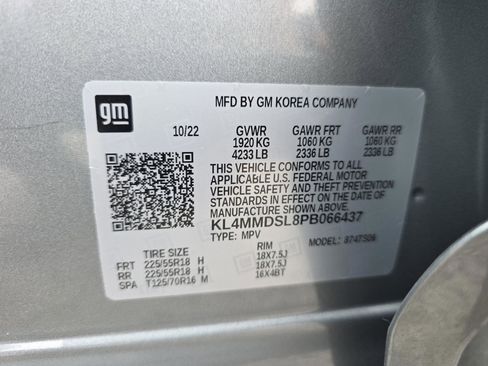 gm
MFD BY GM KOREA COMPANY
10/22 GVWR GAWR FRT GAWR RR
1920 KG 1060 KG 1060 KG
4233 LB 2336 LB 2336 LB
THIS VEHICLE CONFORMS TO ALL
APPLICABLE U.S. FEDERAL MOTOR
VEHICLE SAFETY AND THEFT PREVENTION
STANDARDS IN EFFECT ON THE DATE OF
MANUFACTURE SHOWN ABOVE.
KL4MMDSL8PB066437
TYPE: MPV MODEL: 874TS06
TIRE SIZE RIM
FRT 225/55R18 H 18X7.5J
RR 225/55R18 H 18X7.5J
SPA T125/70R16 M 16X4BT